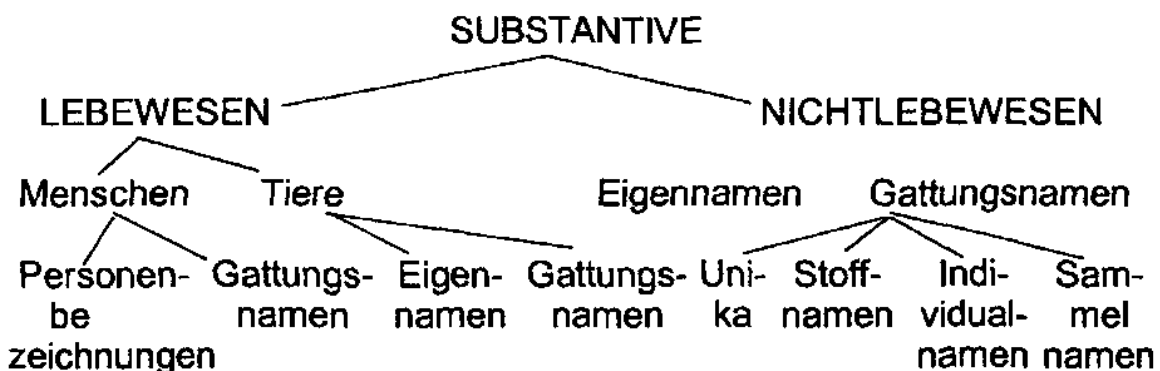 SUBSTANTIVE
LEBEWESEN NICHTLEBEWESEN
Menschen Tiere Eigennamen Gattungsnamen
Personen- Gattungs- Eigen- Gattungs- Uni- Stoff- Indi- Sam-
be namen namen namen ka namen vidual- mel
zeichnungen namen namen